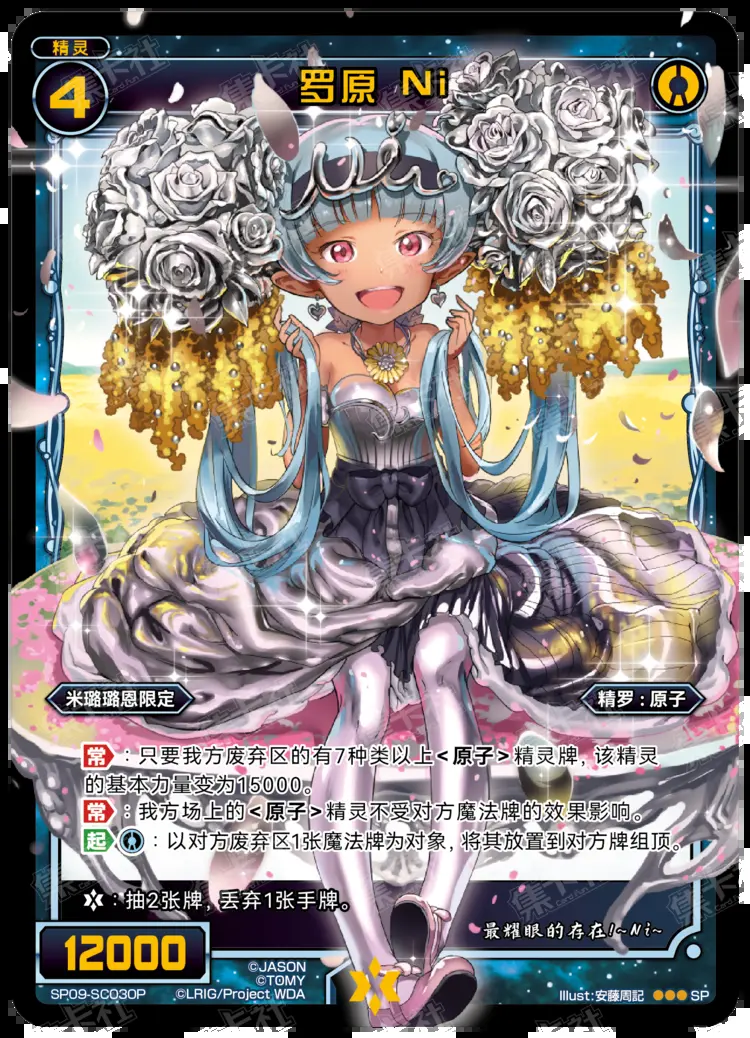 精灵
4
罗原 Ni
Ni
米璐璐恩限定
精罗:原子
常:只要我方废弃区的有7种类以上<原子>精灵牌,该精灵
的基本力量变为15000。
常:我方场上的<原子>精灵不受对方魔法牌的效果影响。
起 :以对方废弃区1张魔法牌为对象,将其放置到对方牌组顶。
:抽2张牌,丢弃1张手牌。
最耀眼的存在!~Ni~
12000
©JASON
©TOMY
SP09-SC030P ©LRIG/Project WDA
Illust:安藤周記 SP
集卡社